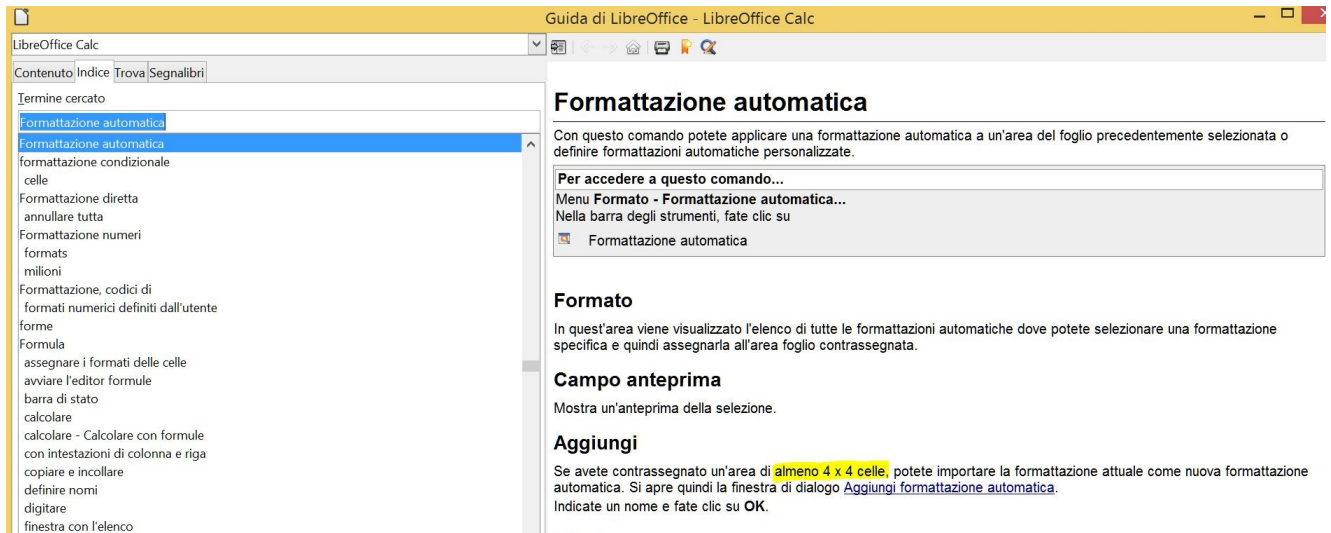 Guida di LibreOffice - LibreOffice Calc
LibreOffice Calc
Contenuto Indice Trova Segnalibri
Termine cercato
Formattazione automatica
Formattazione automatica
formattazione condizionale
celle
Formattazione diretta
annullare tutta
Formattazione numeri
formats
milioni
Formattazione, codici di
formati numerici definiti dall'utente
forme
Formula
assegnare i formati delle celle
avviare l'editor formule
barra di stato
calcolare
calcolare - Calcolare con formule
con intestazioni di colonna e riga
copiare e incollare
definire nomi
digitare
finestra con l'elenco
Formattazione automatica
Con questo comando potete applicare una formattazione automatica a un'area del foglio precedentemente selezionata o
definire formattazioni automatiche personalizzate.
Per accedere a questo comando...
Menu Formato - Formattazione automatica...
Nella barra degli strumenti, fate clic su
Formattazione automatica
Formato
In quest'area viene visualizzato l'elenco di tutte le formattazioni automatiche dove potete selezionare una formattazione
specifica e quindi assegnarla all'area foglio contrassegnata.
Campo anteprima
Mostra un'anteprima della selezione.
Aggiungi
Se avete contrassegnato un'area di almeno 4 x 4 celle, potete importare la formattazione attuale come nuova formattazione
automatica. Si apre quindi la finestra di dialogo Aggiungi formattazione automatica.
Indicate un nome e fate clic su OK.